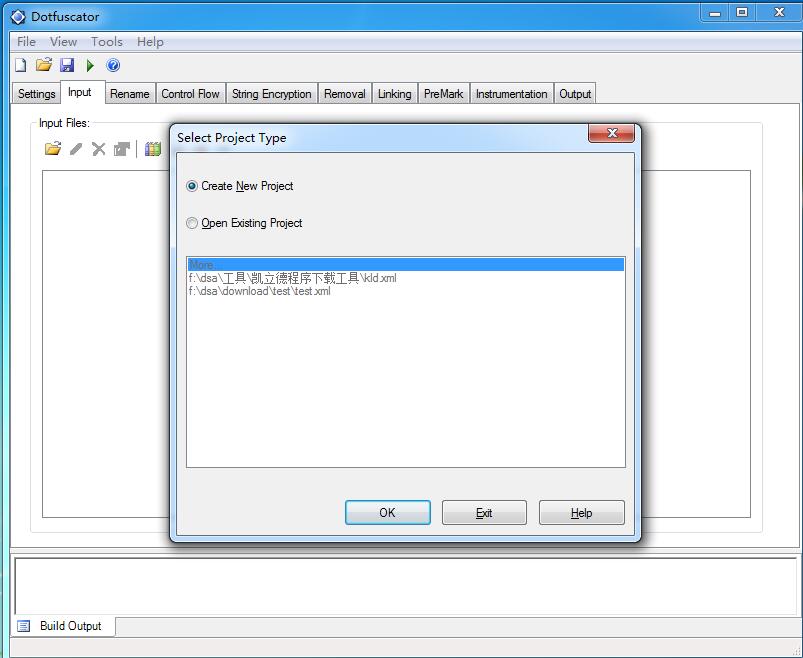 Dotfuscator
File View Tools Help
Settings Input Rename Control Flow String Encryption Removal Linking PreMark Instrumentation Output
Input Files:
Select Project Type
Create New Project
Open Existing Project
More...
f:\dsa\工具\凯立德程序下载工具\kld.xml
f:\dsa\download\test\test.xml
OK Exit Help
Build Output